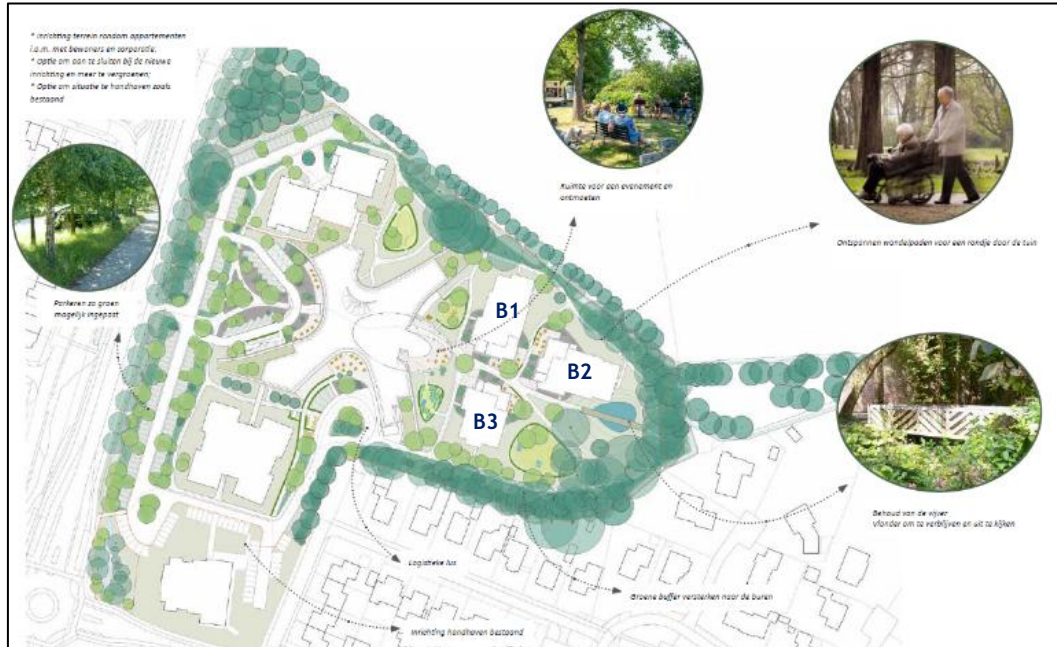 * Inrichting terrein rondom appartementen
i.o.m. met bewoners en corporatie;
* Optie om aan te sluiten bij de nieuwe
inrichting en meer te vergroenen;
* Optie om situatie te handhaven zoals
bestaand
Ruimte voor een evenement en
ontmoeten
Ontspannen wandelpaden voor een rondje door de tuin
Parkeren zo groen
mogelijk ingepast
B1
B2
B3
Behoud van de vijver
Vlonder om te verblijven en uit te kijken
Logistieke lus
Groene buffer versterken naar de buren
Inrichting handhaven bestaand